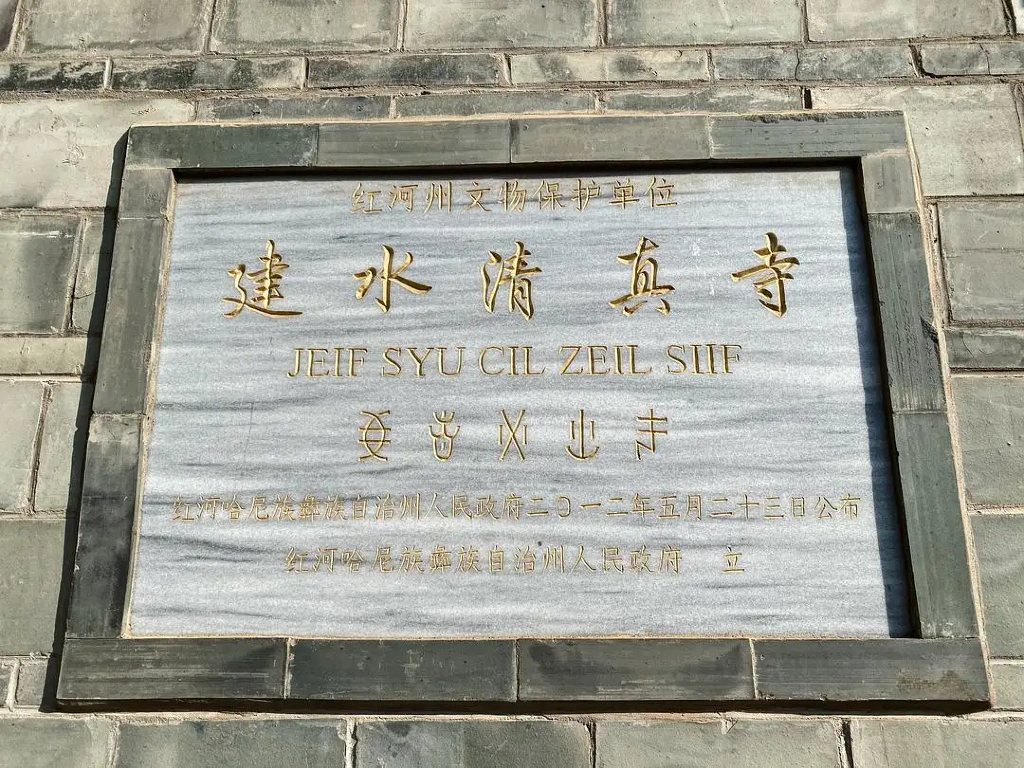 红河州文物保护单位
建水清真寺
JEIF SYU CIL ZEIL SIIF
红河哈尼族彝族自治州人民政府二〇一二年五月二十三日公布
红河哈尼族彝族自治州人民政府 立